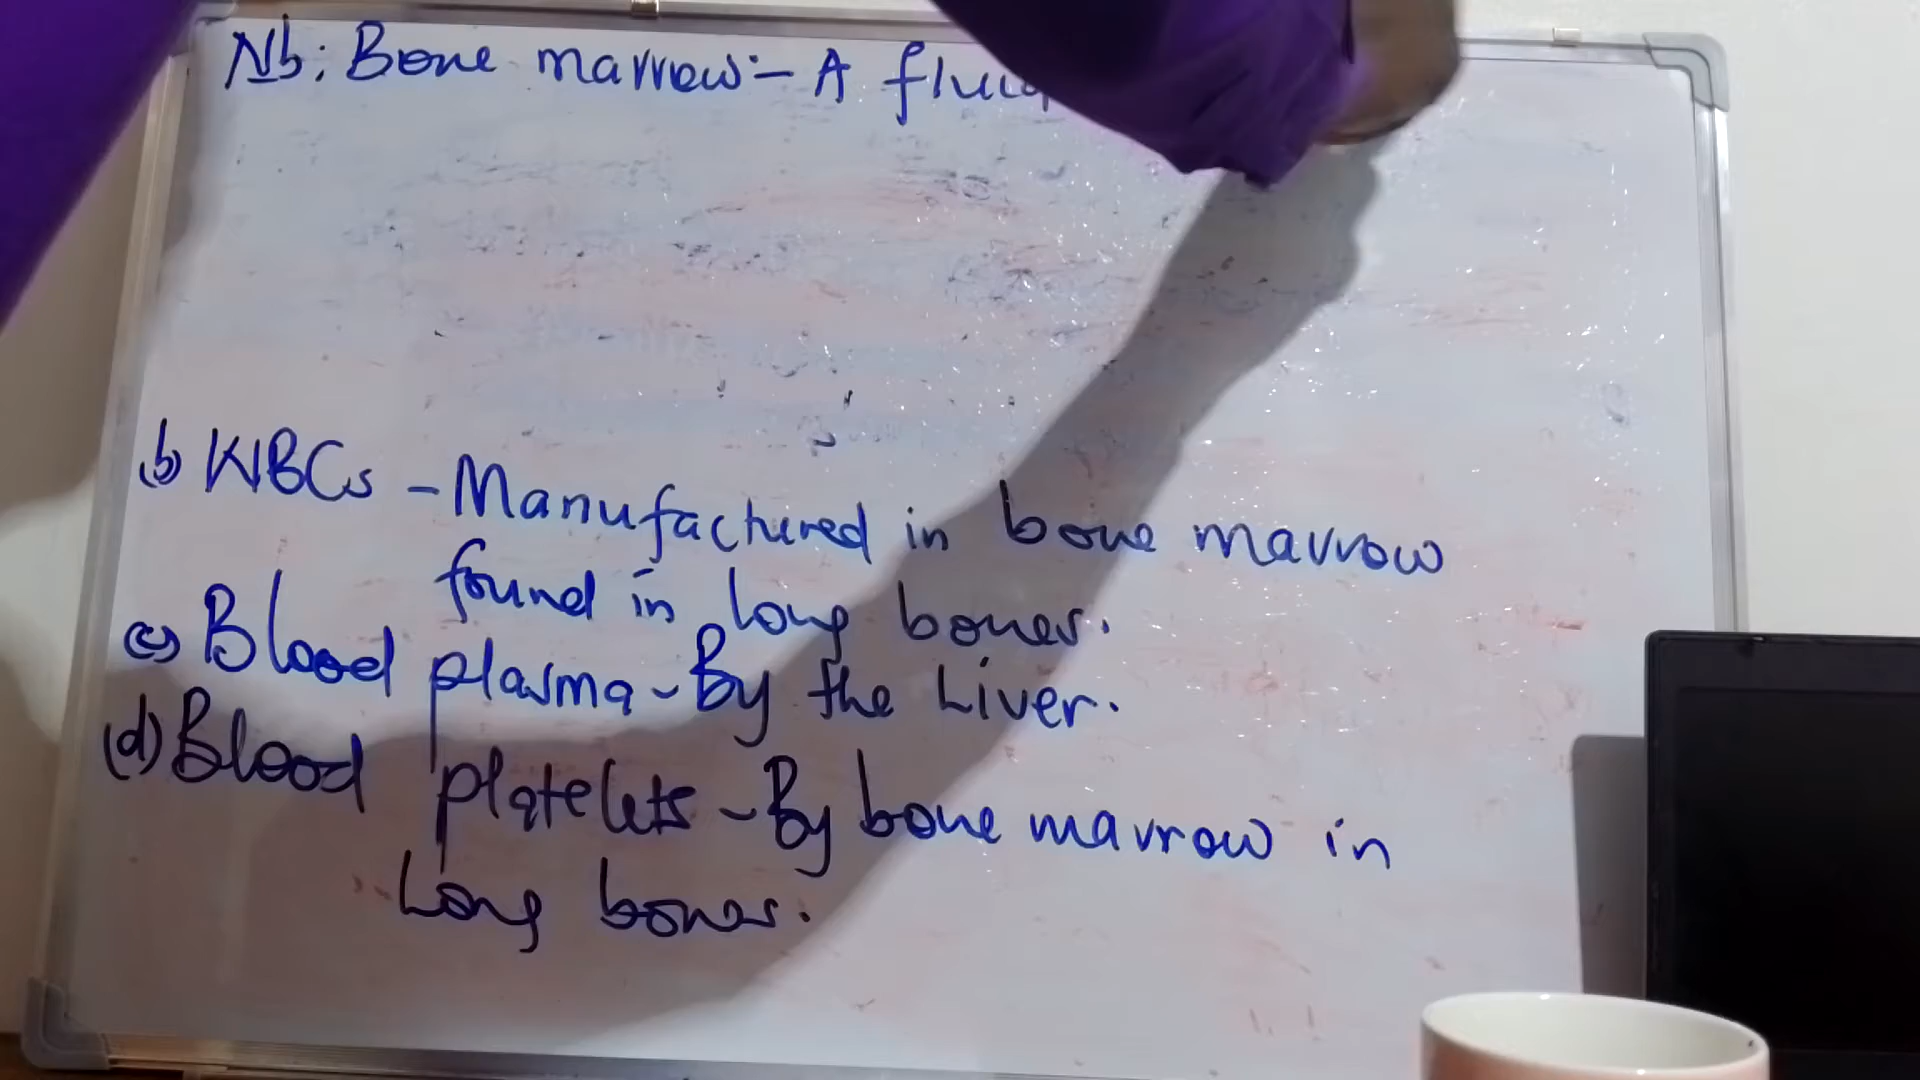 Nb: Bone marrow:- A fluid
(b) WBCs - Manufactured in bone marrow
found in long bones.
(c) Blood plasma - By the Liver.
(d) Blood platelets - By bone marrow in
Long bones.